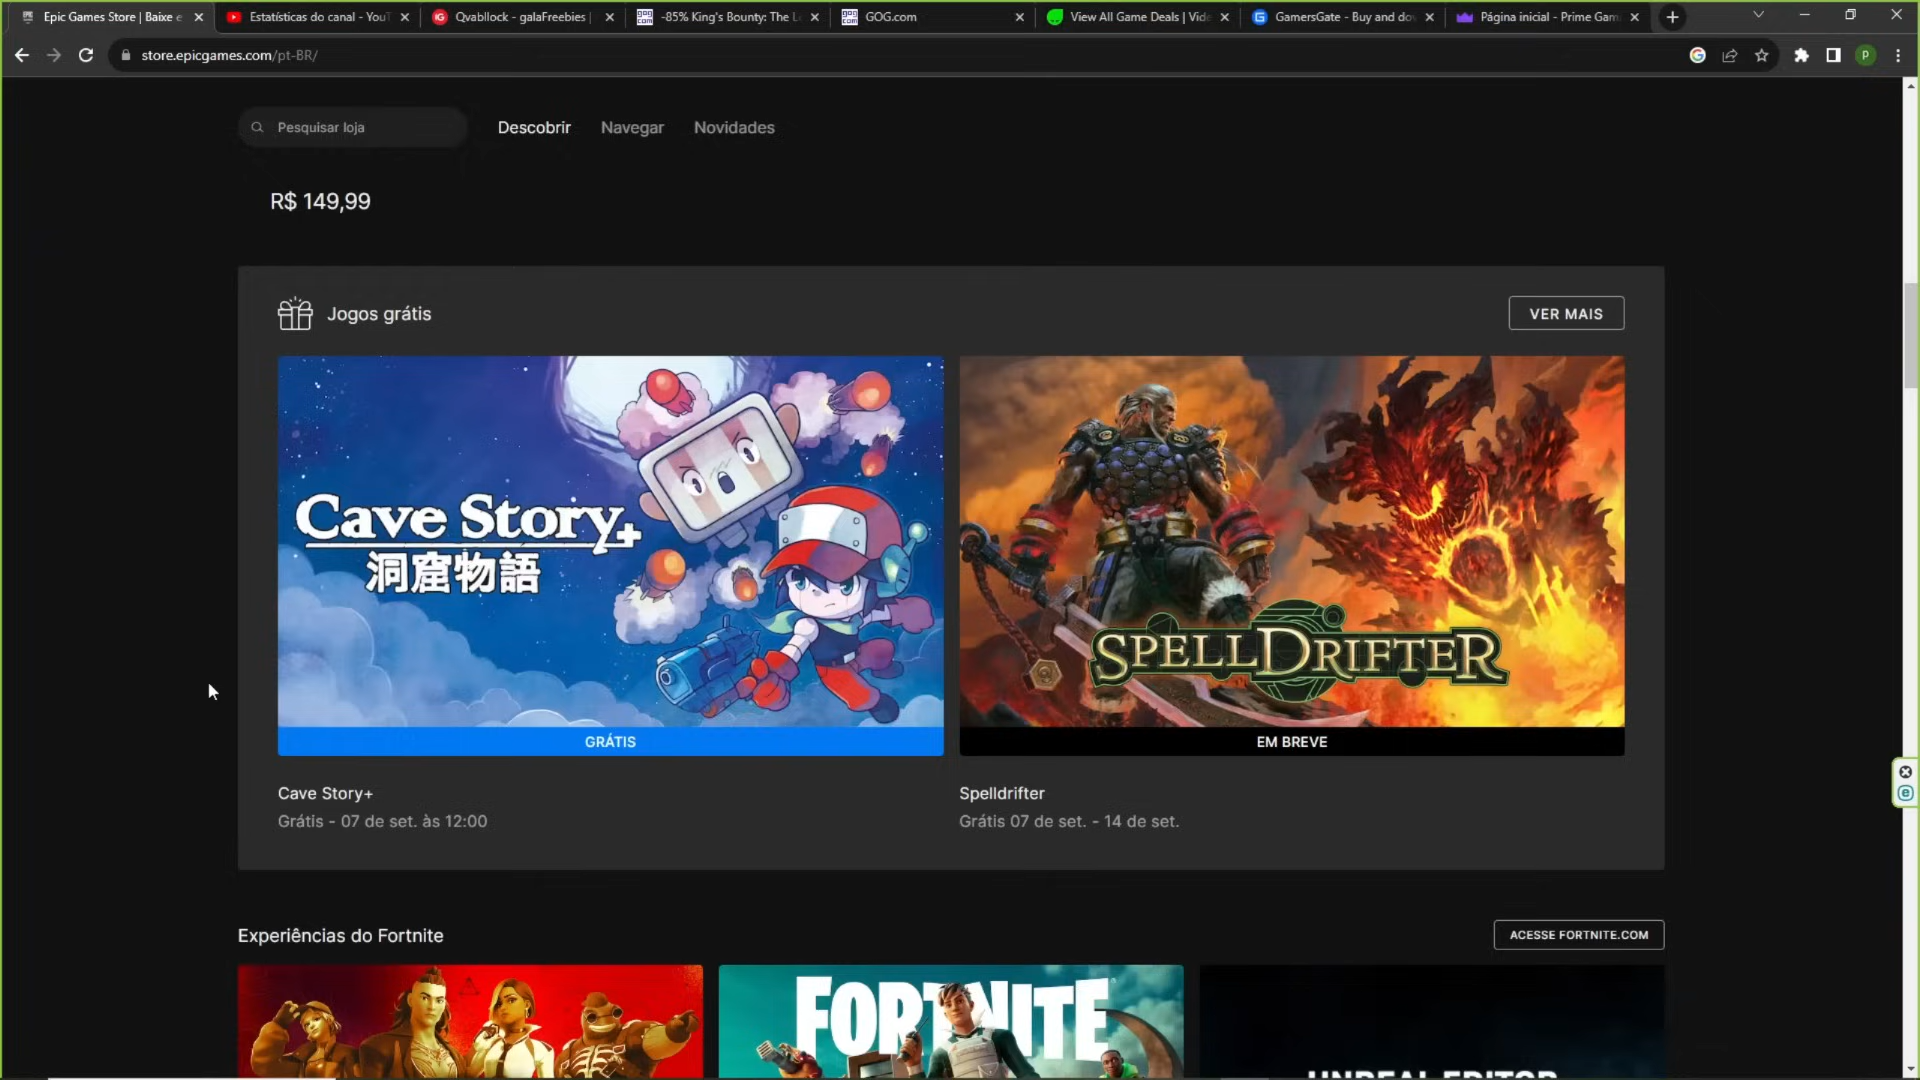 Epic Games Store | Baixe e
Estatísticas do canal - YouT
Qvabllock - galaFreebies |
-85% King's Bounty: The L
GOG.com
View All Game Deals | Vide
GamersGate - Buy and do
Página inicial - Prime Gam
store.epicgames.com/pt-BR/
P
Pesquisar loja
Descobrir
Navegar
Novidades
R$ 149,99
Jogos grátis
VER MAIS
Cave Story+
洞窟物語
SPELLDRIFTER
GRÁTIS
EM BREVE
Cave Story+
Spelldrifter
Grátis - 07 de set. às 12:00
Grátis 07 de set. - 14 de set.
Experiências do Fortnite
ACESSE FORTNITE.COM
FORTNITE
UNREAL EDITOR